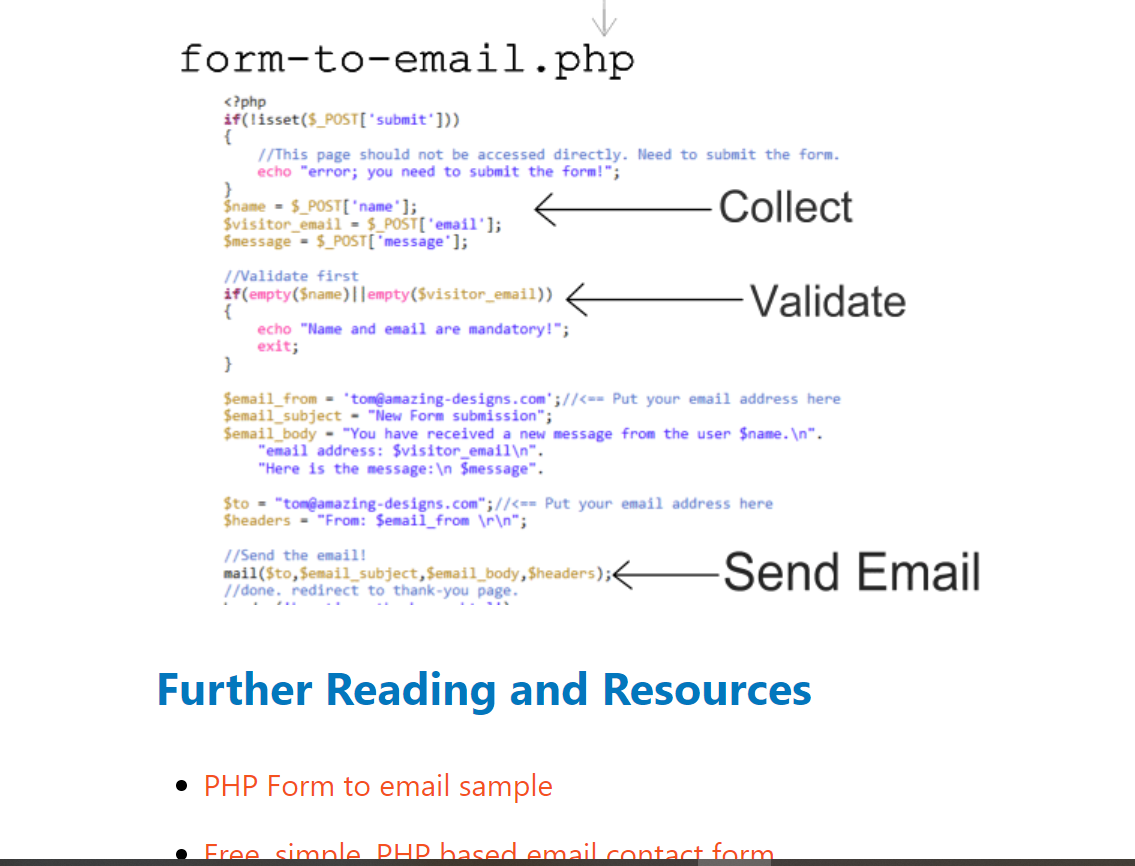 form-to-email.php
<?php
if(!isset($_POST['submit']))
{
//This page should not be accessed directly. Need to submit the form.
echo "error; you need to submit the form!";
}
$name = $_POST['name'];
Collect
$visitor_email = $_POST['email'];
$message = $_POST['message'];
//Validate first
if(empty($name)||empty($visitor_email))
Validate
{
echo "Name and email are mandatory!";
exit;
}
$email_from = 'tom@amazing-designs.com';//<== Put your email address here
$email_subject = "New Form submission";
$email_body = "You have received a new message from the user $name.\n".
"email address: $visitor_email\n".
"Here is the message:\n $message".
$to = "tom@amazing-designs.com";//<== Put your email address here
$headers = "From: $email_from \r\n";
//Send the email!
mail($to,$email_subject,$email_body,$headers);
Send Email
//done. redirect to thank-you page.
Further Reading and Resources
• PHP Form to email sample
• Free, simple, PHP based email contact form